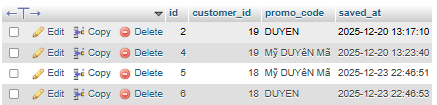 id customer_id promo_code saved_at
Edit Copy Delete 2 19 DUYEN 2025-12-20 13:17:10
Edit Copy Delete 4 19 Mỹ DUYêN Mã 2025-12-20 13:23:40
Edit Copy Delete 5 18 Mỹ DUYêN Mã 2025-12-23 22:46:51
Edit Copy Delete 6 18 DUYEN 2025-12-23 22:46:53